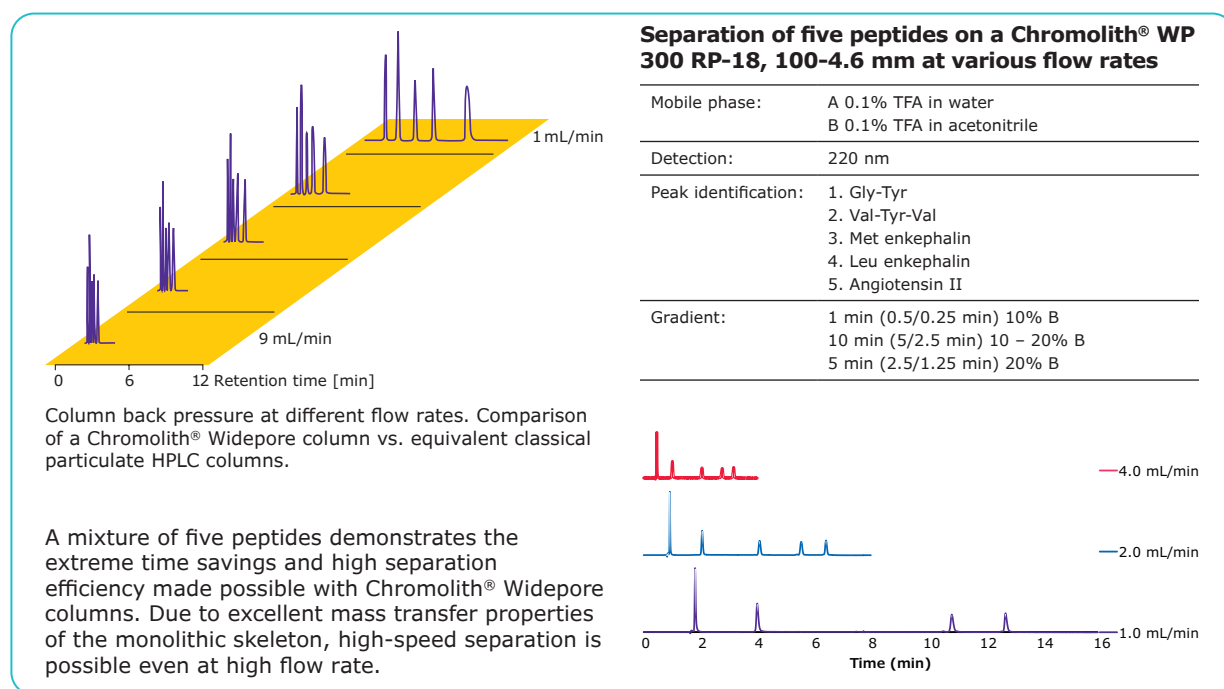 1 mL/min
9 mL/min
0 6 12 Retention time [min]
Column back pressure at different flow rates. Comparison
of a Chromolith® Widepore column vs. equivalent classical
particulate HPLC columns.
A mixture of five peptides demonstrates the
extreme time savings and high separation
efficiency made possible with Chromolith® Widepore
columns. Due to excellent mass transfer properties
of the monolithic skeleton, high-speed separation is
possible even at high flow rate.
Separation of five peptides on a Chromolith® WP
300 RP-18, 100-4.6 mm at various flow rates
Mobile phase: A 0.1% TFA in water
B 0.1% TFA in acetonitrile
Detection: 220 nm
Peak identification: 1. Gly-Tyr
2. Val-Tyr-Val
3. Met enkephalin
4. Leu enkephalin
5. Angiotensin II
Gradient: 1 min (0.5/0.25 min) 10% B
10 min (5/2.5 min) 10 – 20% B
5 min (2.5/1.25 min) 20% B
4.0 mL/min
2.0 mL/min
1.0 mL/min
0 2 4 6 8 10 12 14 16
Time (min)